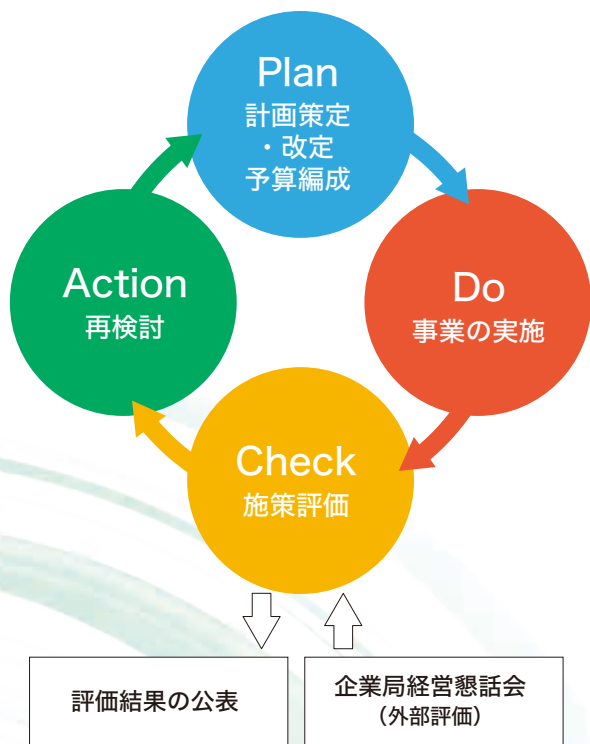 Plan
計画策定
・改定
予算編成
Action
再検討
Do
事業の実施
Check
施策評価
評価結果の公表
企業局経営懇話会
（外部評価）